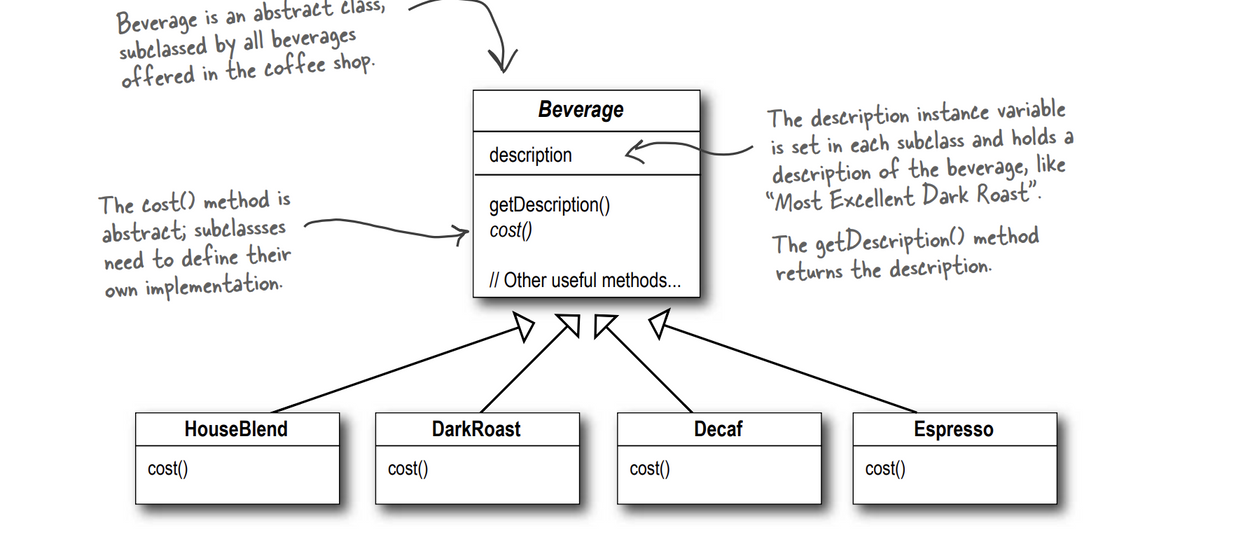 Beverage is an abstract class,
subclassed by all beverages
offered in the coffee shop.
Beverage
description
getDescription()
cost()
// Other useful methods...
The description instance variable
is set in each subclass and holds a
description of the beverage, like
“Most Excellent Dark Roast”.
The getDescription() method
returns the description.
The cost() method is
abstract; subclassses
need to define their
own implementation.
HouseBlend
cost()
DarkRoast
cost()
Decaf
cost()
Espresso
cost()